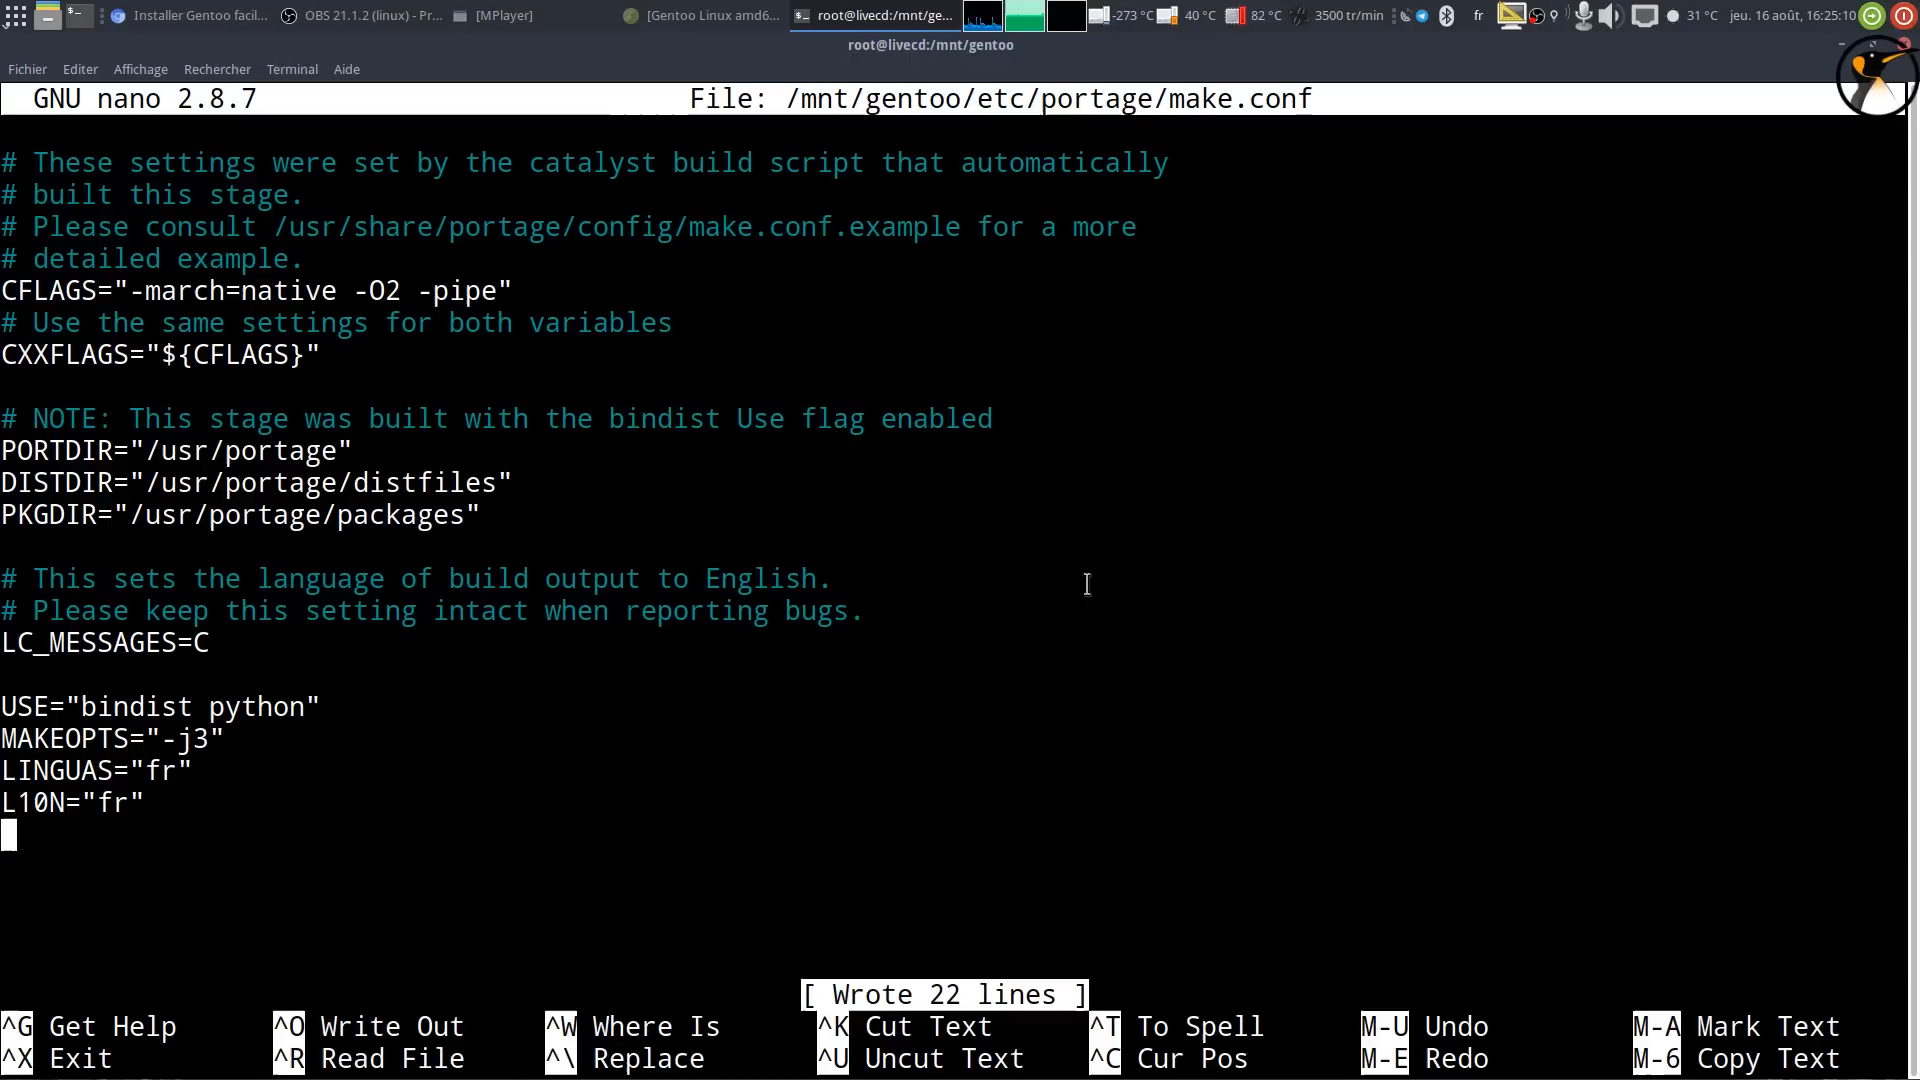 Installer Gentoo facil... OBS 21.1.2 (linux) - Pr... [MPlayer] [Gentoo Linux amd6... root@livecd:/mnt/ge... -273 °C 40 °C 82 °C 3500 tr/min fr 31 °C jeu. 16 août, 16:25:10
root@livecd:/mnt/gentoo
Fichier Editer Affichage Rechercher Terminal Aide
GNU nano 2.8.7 File: /mnt/gentoo/etc/portage/make.conf
# These settings were set by the catalyst build script that automatically
# built this stage.
# Please consult /usr/share/portage/config/make.conf.example for a more
# detailed example.
CFLAGS="-march=native -O2 -pipe"
# Use the same settings for both variables
CXXFLAGS="${CFLAGS}"
# NOTE: This stage was built with the bindist Use flag enabled
PORTDIR="/usr/portage"
DISTDIR="/usr/portage/distfiles"
PKGDIR="/usr/portage/packages"
# This sets the language of build output to English.
# Please keep this setting intact when reporting bugs.
LC_MESSAGES=C
USE="bindist python"
MAKEOPTS="-j3"
LINGUAS="fr"
L10N="fr"
[ Wrote 22 lines ]
^G Get Help ^O Write Out ^W Where Is ^K Cut Text ^T To Spell M-U Undo M-A Mark Text
^X Exit ^R Read File ^\ Replace ^U Uncut Text ^C Cur Pos M-E Redo M-6 Copy Text